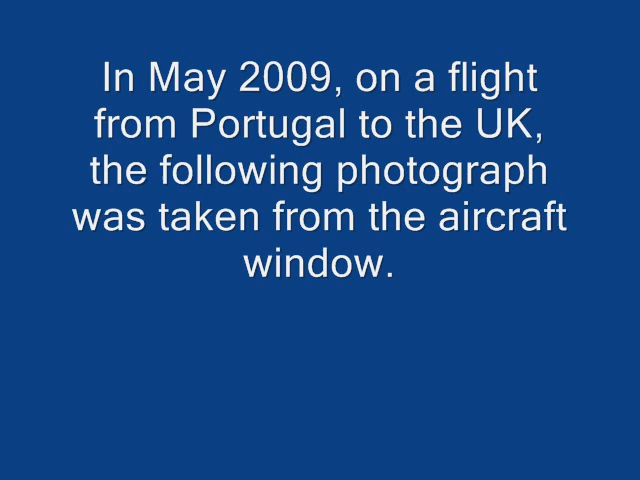 In May 2009, on a flight
from Portugal to the UK,
the following photograph
was taken from the aircraft
window.